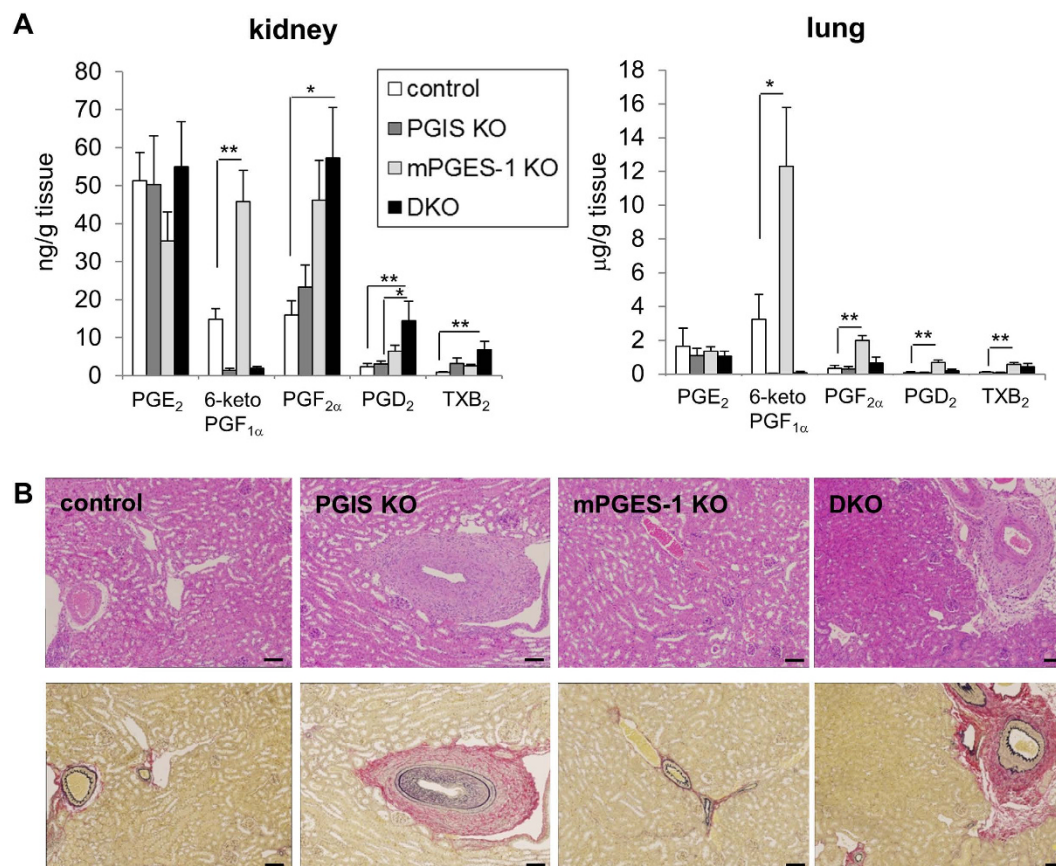 A
kidney
lung
ng/g tissue
80
70
60
50
40
30
20
10
0
*
**
**
*
**
control
PGIS KO
mPGES-1 KO
DKO
PGE₂
6-keto PGF₁α
PGF₂α
PGD₂
TXB₂
µg/g tissue
18
16
14
12
10
8
6
4
2
0
*
**
**
**
PGE₂
6-keto PGF₁α
PGF₂α
PGD₂
TXB₂
B
control
PGIS KO
mPGES-1 KO
DKO